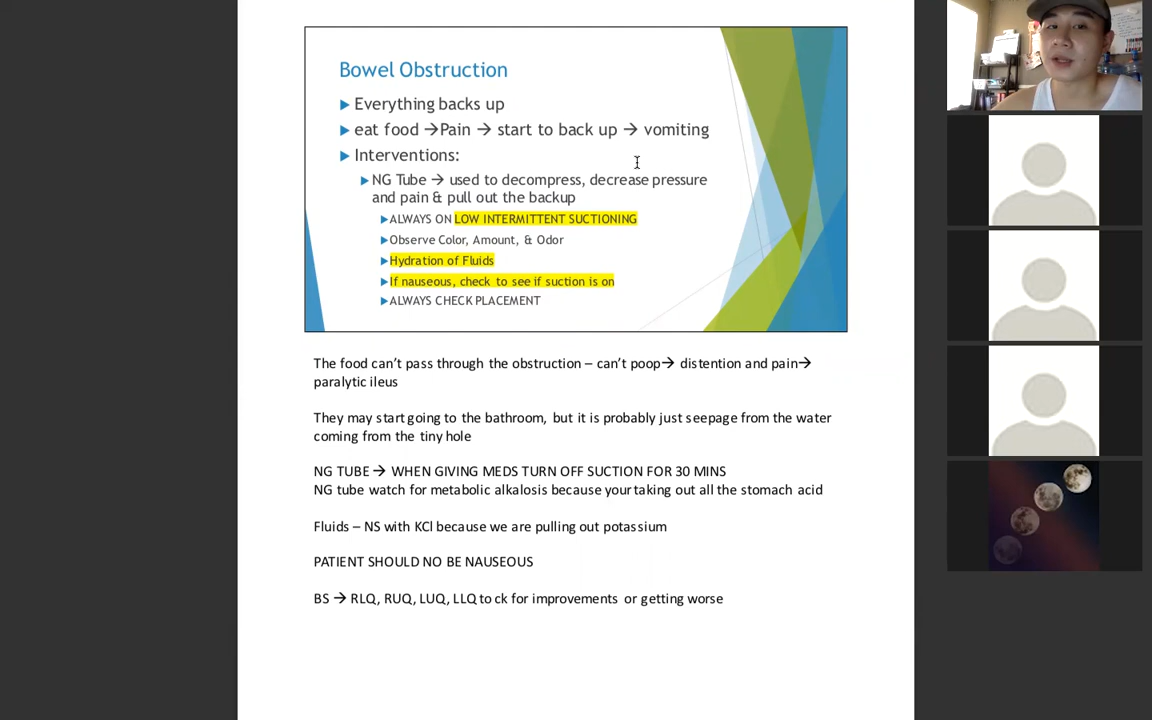 Bowel Obstruction
Everything backs up
eat food →Pain → start to back up → vomiting
Interventions:
NG Tube → used to decompress, decrease pressure
and pain & pull out the backup
ALWAYS ON LOW INTERMITTENT SUCTIONING
Observe Color, Amount, & Odor
Hydration of Fluids
If nauseous, check to see if suction is on
ALWAYS CHECK PLACEMENT
The food can't pass through the obstruction – can't poop→ distention and pain→
paralytic ileus
They may start going to the bathroom, but it is probably just seepage from the water
coming from the tiny hole
NG TUBE → WHEN GIVING MEDS TURN OFF SUCTION FOR 30 MINS
NG tube watch for metabolic alkalosis because your taking out all the stomach acid
Fluids – NS with KCl because we are pulling out potassium
PATIENT SHOULD NO BE NAUSEOUS
BS → RLQ, RUQ, LUQ, LLQ to ck for improvements or getting worse